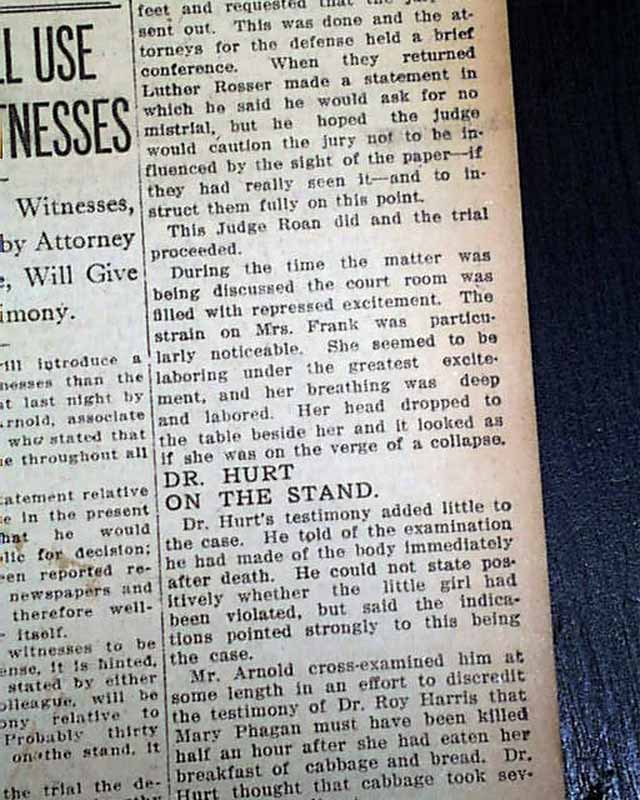 LL USE
TNESSES
Witnesses,
by Attorney
e, Will Give
imony.
ill introduce a
nesses than the
st last night by
rnold, associate
who stated that
e throughout all
tatement relative
e in the present
hat he would
lic for decision;
en reported re-
newspapers and
therefore well-
itself.
witnesses to be
ense, it is hinted,
stated by either
olleague, will be
ony relative to
Probably thirty
on the stand, it
the trial the de-
feet and requested that the
sent out. This was done and the at-
torneys for the defense held a brief
conference. When they returned
Luther Rosser made a statement in
which he said he would ask for no
mistrial, but he hoped the judge
would caution the jury not to be in-
fluenced by the sight of the paper—if
they had really seen it—and to in-
struct them fully on this point.
This Judge Roan did and the trial
proceeded.
During the time the matter was
being discussed the court room was
filled with repressed excitement. The
strain on Mrs. Frank was particu-
larly noticeable. She seemed to be
laboring under the greatest excite-
ment, and her breathing was deep
and labored. Her head dropped to
the table beside her and it looked as
if she was on the verge of a collapse.
DR. HURT
ON THE STAND.
Dr. Hurt's testimony added little to
the case. He told of the examination
he had made of the body immediately
after death. He could not state pos-
itively whether the little girl had
been violated, but said the indica-
tions pointed strongly to this being
the case.
Mr. Arnold cross-examined him at
some length in an effort to discredit
the testimony of Dr. Roy Harris that
Mary Phagan must have been killed
half an hour after she had eaten her
breakfast of cabbage and bread. Dr.
Hurt thought that cabbage took sev-